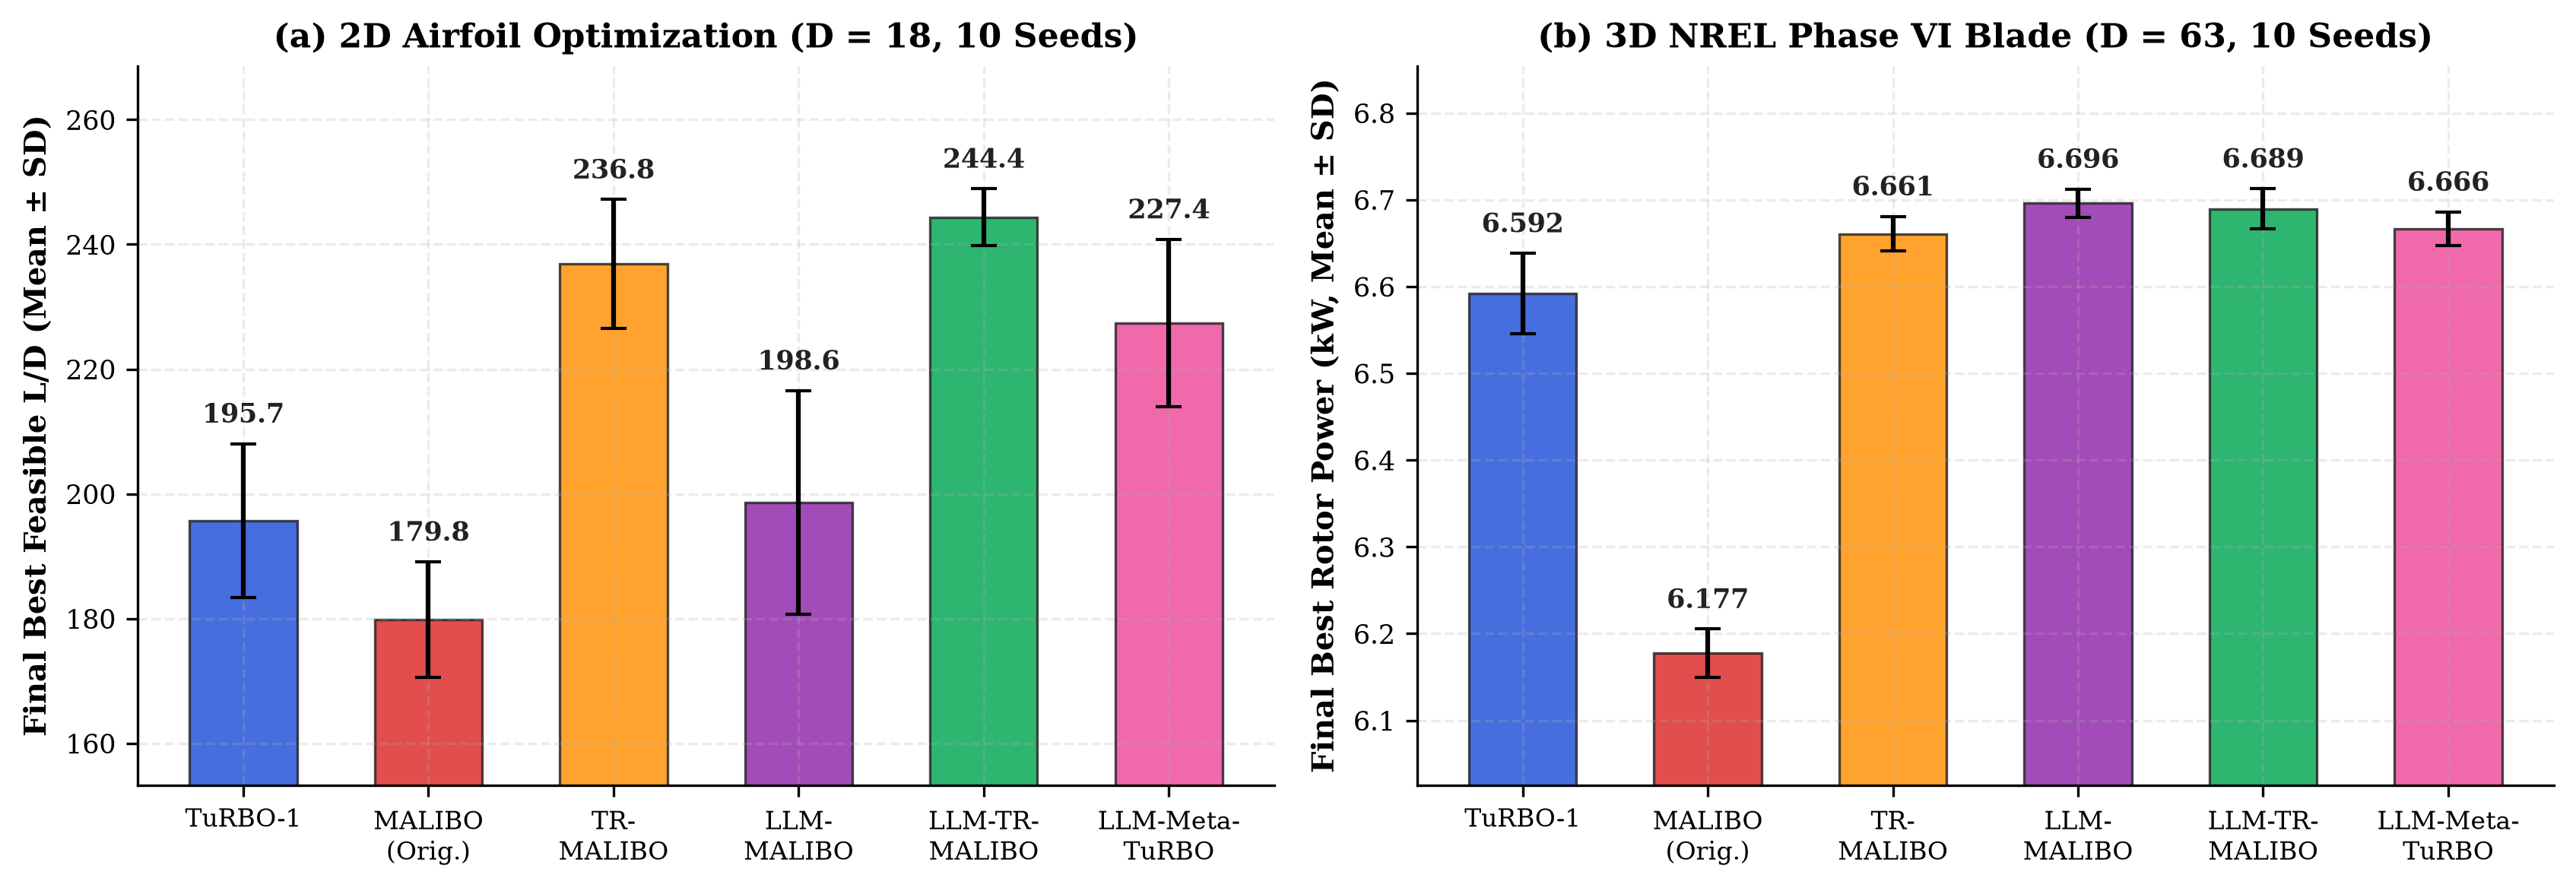 (a) 2D Airfoil Optimization (D = 18, 10 Seeds)
Final Best Feasible L/D (Mean ± SD)
260
240
220
200
180
160
195.7
179.8
236.8
198.6
244.4
227.4
TuRBO-1
MALIBO
(Orig.)
TR-
MALIBO
LLM-
MALIBO
LLM-TR-
MALIBO
LLM-Meta-
TuRBO
(b) 3D NREL Phase VI Blade (D = 63, 10 Seeds)
Final Best Rotor Power (kW, Mean ± SD)
6.8
6.7
6.6
6.5
6.4
6.3
6.2
6.1
6.592
6.177
6.661
6.696
6.689
6.666
TuRBO-1
MALIBO
(Orig.)
TR-
MALIBO
LLM-
MALIBO
LLM-TR-
MALIBO
LLM-Meta-
TuRBO